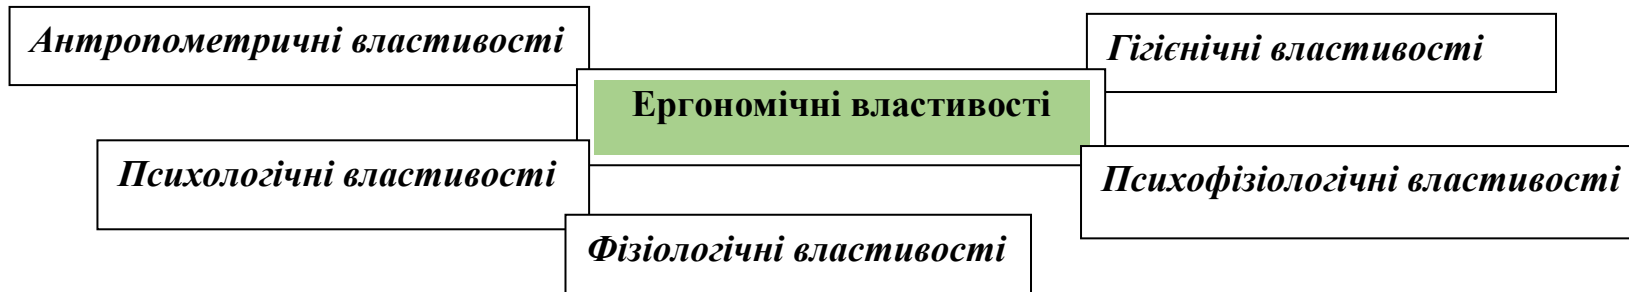 Антропометричні властивості
Гігієнічні властивості
Ергономічні властивості
Психологічні властивості
Психофізіологічні властивості
Фізіологічні властивості